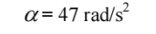 α = 47 rad/s²